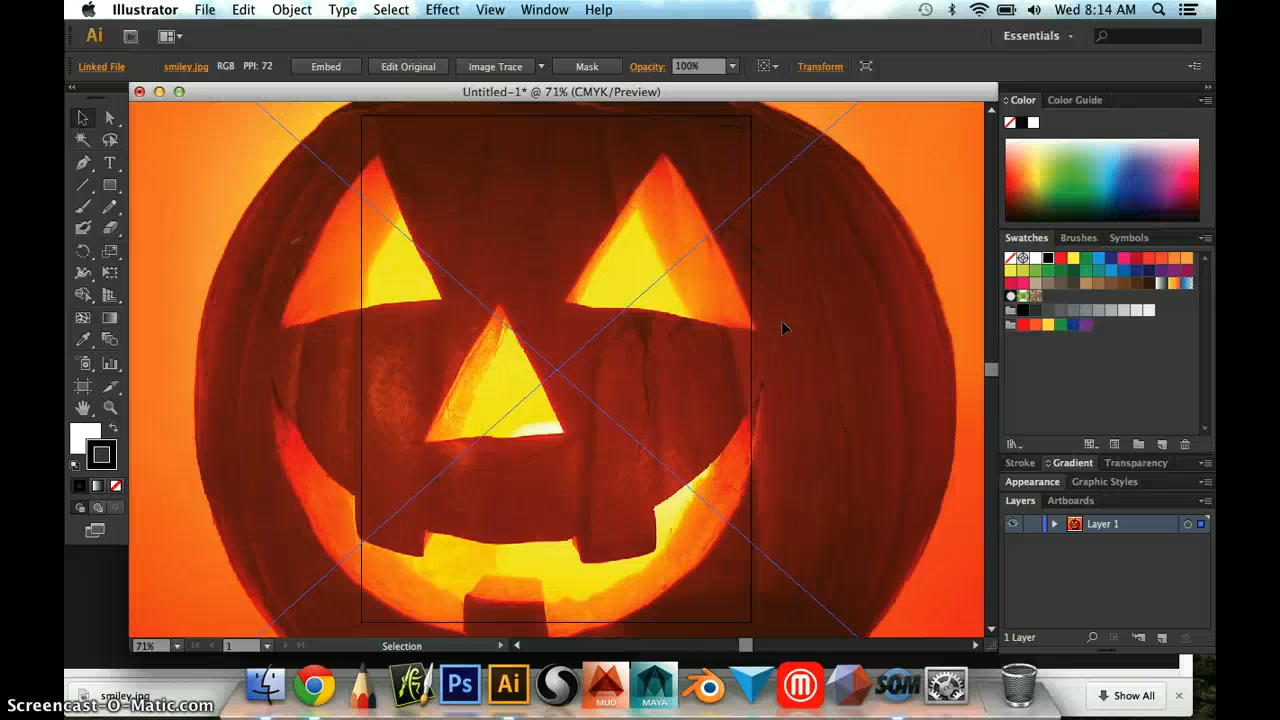 Illustrator File Edit Object Type Select Effect View Window Help Wed 8:14 AM
Ai Br Essentials
Linked File smiley.jpg RGB PPI: 72 Embed Edit Original Image Trace Mask Opacity: 100% Transform
Untitled-1* @ 71% (CMYK/Preview)
Color Color Guide
Swatches Brushes Symbols
Stroke Gradient Transparency
Appearance Graphic Styles
Layers Artboards
Layer 1
1 Layer
71% 1 Selection
Ps Ai MUD MAYA SOM
smiley.jpg Show All
Screencast-O-Matic.com